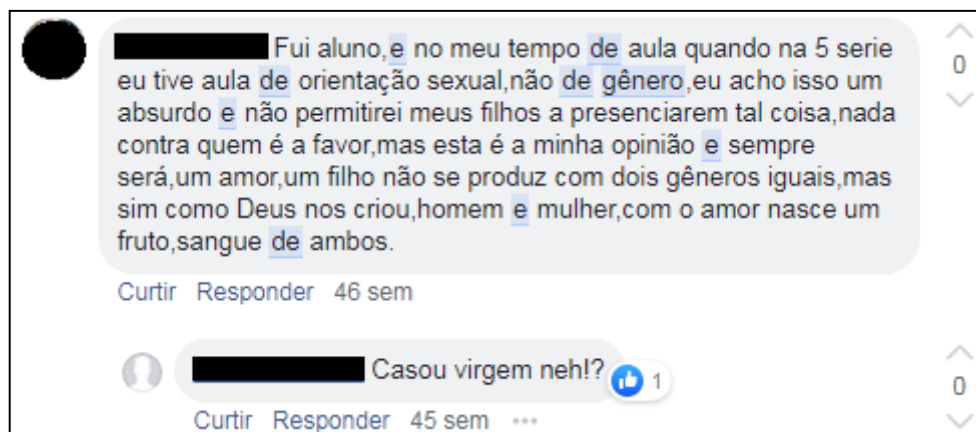 Fui aluno,e no meu tempo de aula quando na 5 serie
0
eu tive aula de orientação sexual,não de gênero,eu acho isso um
absurdo e não permitirei meus filhos a presenciarem tal coisa,nada
contra quem é a favor,mas esta é a minha opinião e sempre
será,um amor,um filho não se produz com dois gêneros iguais,mas
sim como Deus nos criou,homem e mulher,com o amor nasce um
fruto,sangue de ambos.
Curtir Responder 46 sem
Casou virgem neh!? 1
0
Curtir Responder 45 sem •••